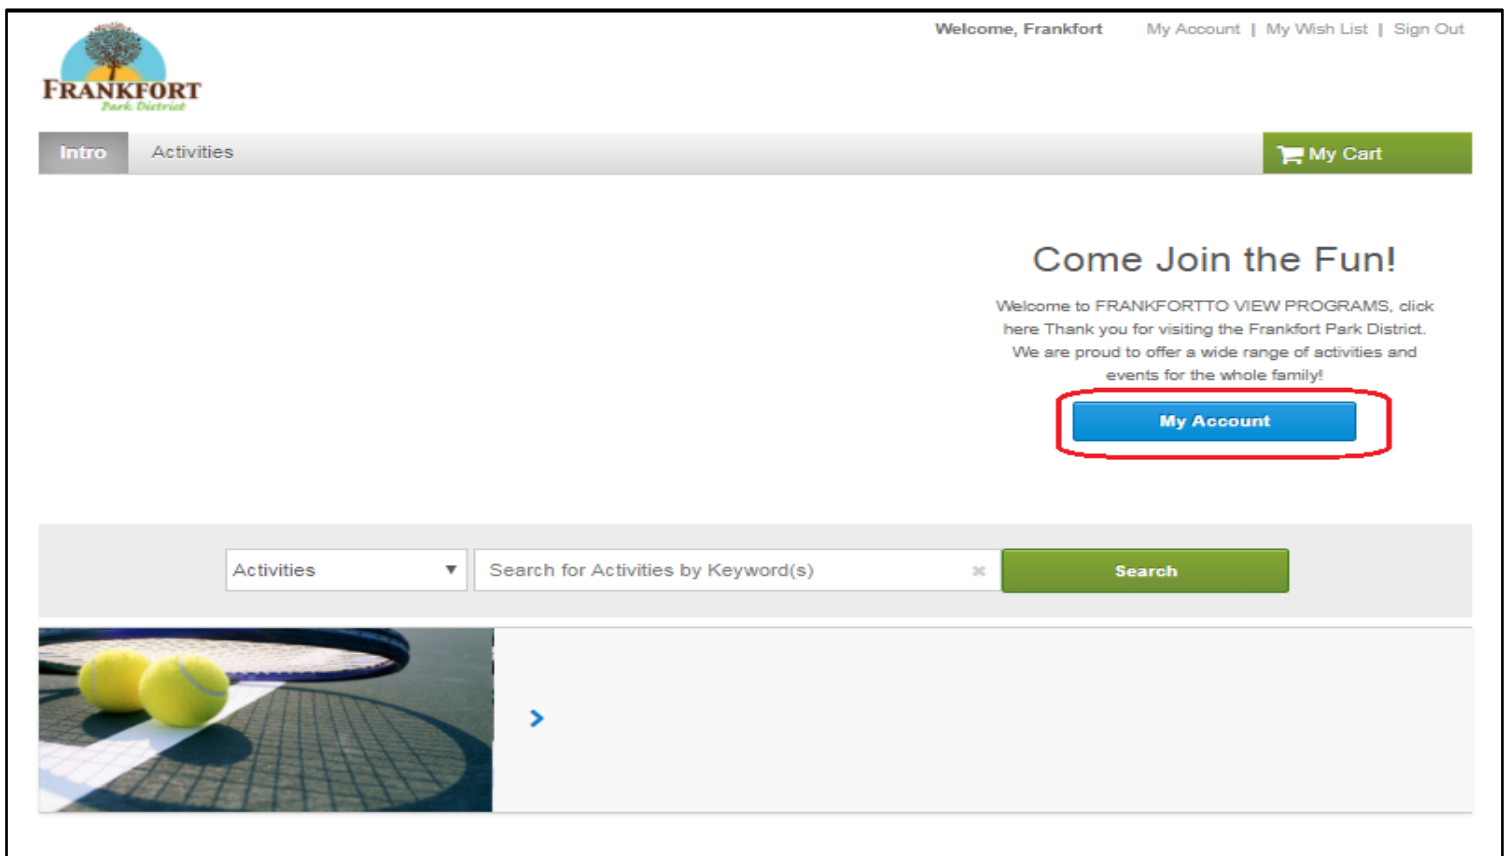 Welcome, Frankfort My Account | My Wish List | Sign Out
FRANKFORT
Park District
Intro Activities My Cart
Come Join the Fun!
Welcome to FRANKFORTTO VIEW PROGRAMS, click
here Thank you for visiting the Frankfort Park District.
We are proud to offer a wide range of activities and
events for the whole family!
My Account
Activities Search for Activities by Keyword(s) Search